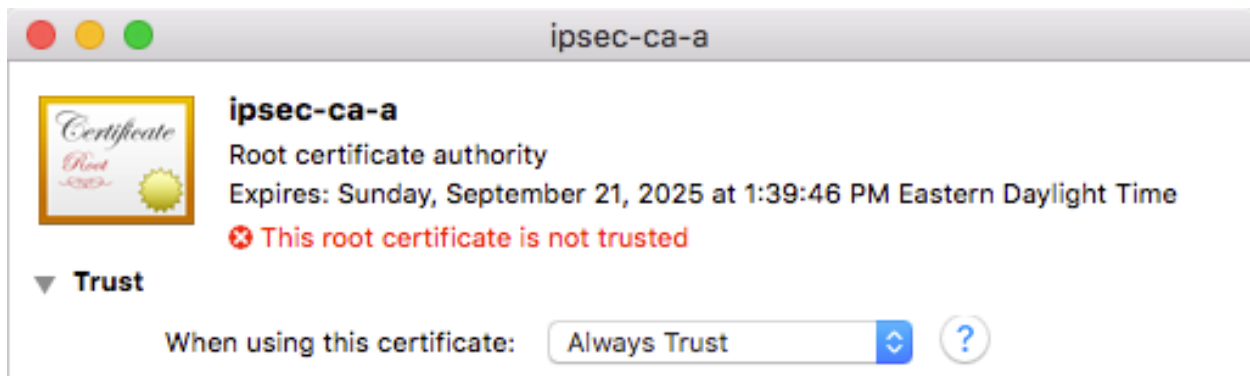 ipsec-ca-a
Certificate
Root
ipsec-ca-a
Root certificate authority
Expires: Sunday, September 21, 2025 at 1:39:46 PM Eastern Daylight Time
This root certificate is not trusted
Trust
When using this certificate: Always Trust ?